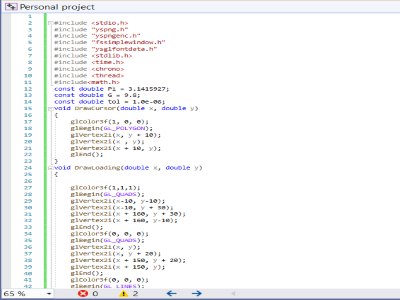 Personal project
1
2 #include <stdio.h>
3 #include "yspng.h"
4 #include "yspngenc.h"
5 #include "fssimplewindow.h"
6 #include "ysglfontdata.h"
7 #include <stdlib.h>
8 #include <time.h>
9 #include <chrono>
10 #include <thread>
11 #include<math.h>
12 const double Pi = 3.1415927;
13 const double G = 9.8;
14 const double tol = 1.0e-06;
15 void DrawCursor(double x, double y)
16 {
17 glColor3f(1, 0, 0);
18 glBegin(GL_POLYGON);
19 glVertex2i(x, y + 10);
20 glVertex2i(x , y);
21 glVertex2i(x + 10, y);
22 glEnd();
23 }
24 void DrawLoading(double x, double y)
25 {
26
27 glColor3f(1,1,1);
28 glBegin(GL_QUADS);
29 glVertex2i(x-10, y-10);
30 glVertex2i(x-10, y + 30);
31 glVertex2i(x + 160, y + 30);
32 glVertex2i(x + 160, y-10);
33 glEnd();
34 glColor3f(0, 0, 0);
35 glBegin(GL_QUADS);
36 glVertex2i(x, y);
37 glVertex2i(x, y + 20);
38 glVertex2i(x + 150, y + 20);
39 glVertex2i(x + 150, y);
40 glEnd();
41 glColor3f(0, 0, 0);
42 glBegin(GL_LINES);
65 % 0 2